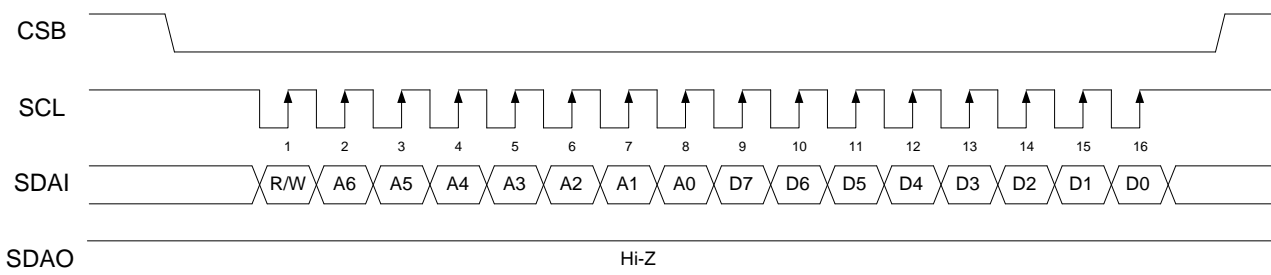 CSB
SCL
1 2 3 4 5 6 7 8 9 10 11 12 13 14 15 16
SDAI R/W A6 A5 A4 A3 A2 A1 A0 D7 D6 D5 D4 D3 D2 D1 D0
SDAO Hi-Z